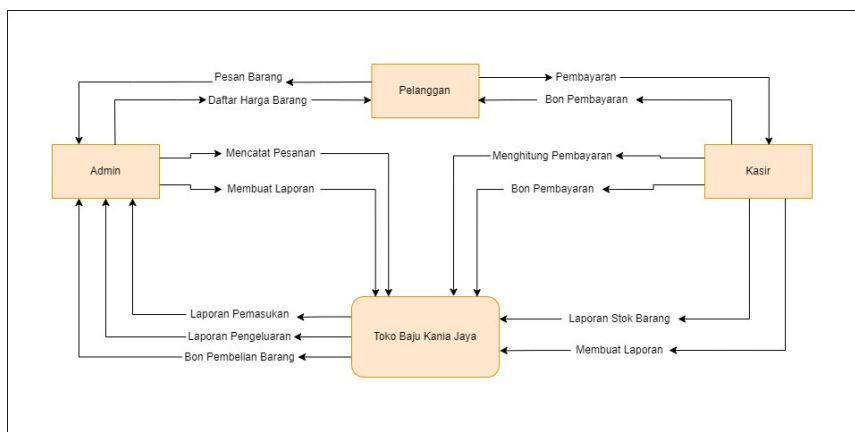 Pesan Barang
Pelanggan
Pembayaran
Daftar Harga Barang
Bon Pembayaran
Admin
Mencatat Pesanan
Menghitung Pembayaran
Kasir
Membuat Laporan
Bon Pembayaran
Laporan Pemasukan
Toko Baju Kania Jaya
Laporan Stok Barang
Laporan Pengeluaran
Membuat Laporan
Bon Pembelian Barang